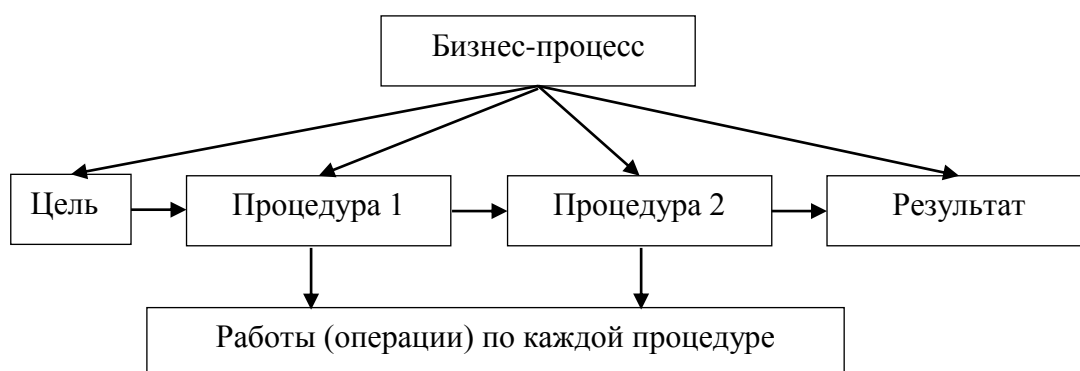 Бизнес-процесс
Цель
Процедура 1
Процедура 2
Результат
Работы (операции) по каждой процедуре